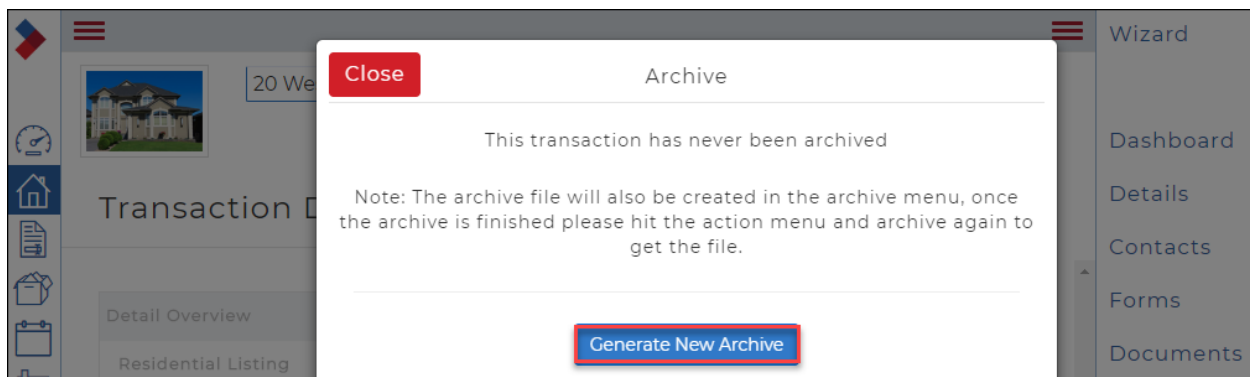 Wizard
Close
Archive
20 We
This transaction has never been archived
Dashboard
Note: The archive file will also be created in the archive menu, once
the archive is finished please hit the action menu and archive again to
get the file.
Details
Transaction D
Contacts
Forms
Detail Overview
Generate New Archive
Documents
Residential Listing